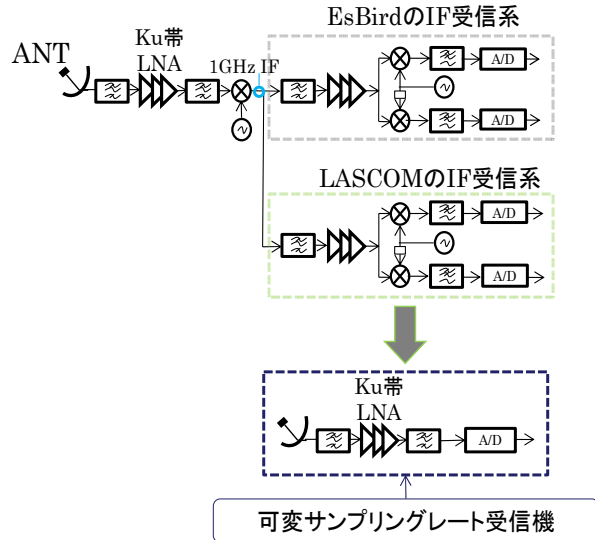 EsBirdのIF受信系
Ku帯
LNA
ANT
1GHz IF
A/D
A/D
LASCOMのIF受信系
A/D
A/D
Ku帯
LNA
A/D
可変サンプリングレート受信機